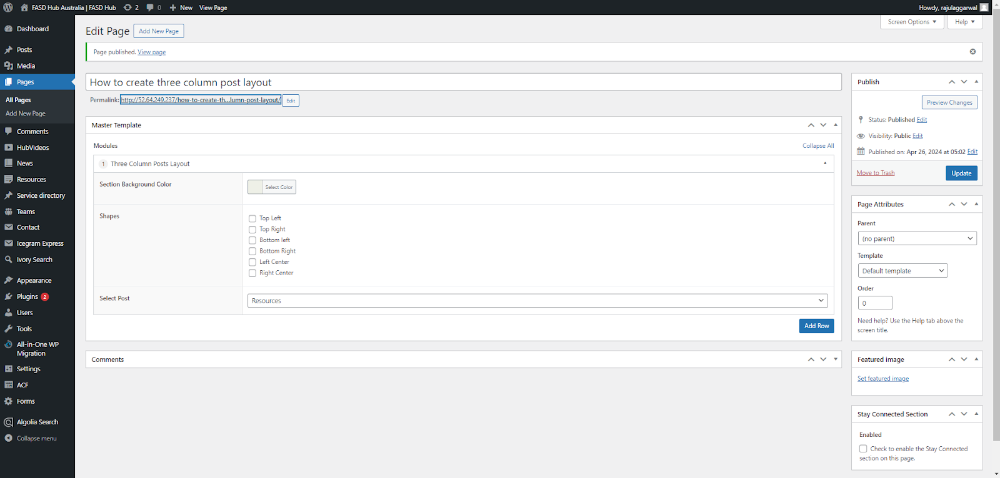 FASD Hub Australia | FASD Hub 2 0 New View Page
Howdy, rajulaggarwal
Dashboard
Posts
Media
Pages
All Pages
Add New Page
Comments
HubVideos
News
Resources
Service directory
Teams
Contact
Icegram Express
Ivory Search
Appearance
Plugins 2
Users
Tools
All-in-One WP
Migration
Settings
ACF
Forms
Algolia Search
Collapse menu
Screen Options
Help
Edit Page
Add New Page
Page published. View page
How to create three column post layout
Permalink: http://52.64.249.237/how-to-create-th...lumn-post-layout/ Edit
Master Template
Modules
Collapse All
1 Three Column Posts Layout
Section Background Color
Select Color
Shapes
Top Left
Top Right
Bottom left
Bottom Right
Left Center
Right Center
Select Post
Resources
Add Row
Comments
Publish
Preview Changes
Status: Published Edit
Visibility: Public Edit
Published on: Apr 26, 2024 at 05:02 Edit
Move to Trash
Update
Page Attributes
Parent
(no parent)
Template
Default template
Order
0
Need help? Use the Help tab above the
screen title.
Featured image
Set featured image
Stay Connected Section
Enabled
Check to enable the Stay Connected
section on this page.